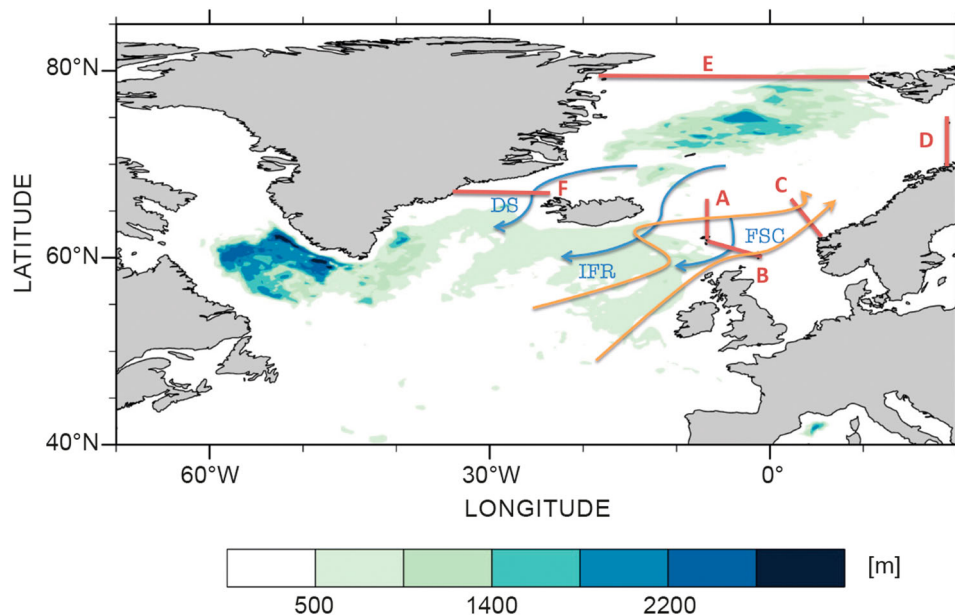 80°N
60°N
40°N
LATITUDE
E
D
F
DS
A
C
FSC
IFR
B
60°W
30°W
0°
LONGITUDE
[m]
500
1400
2200